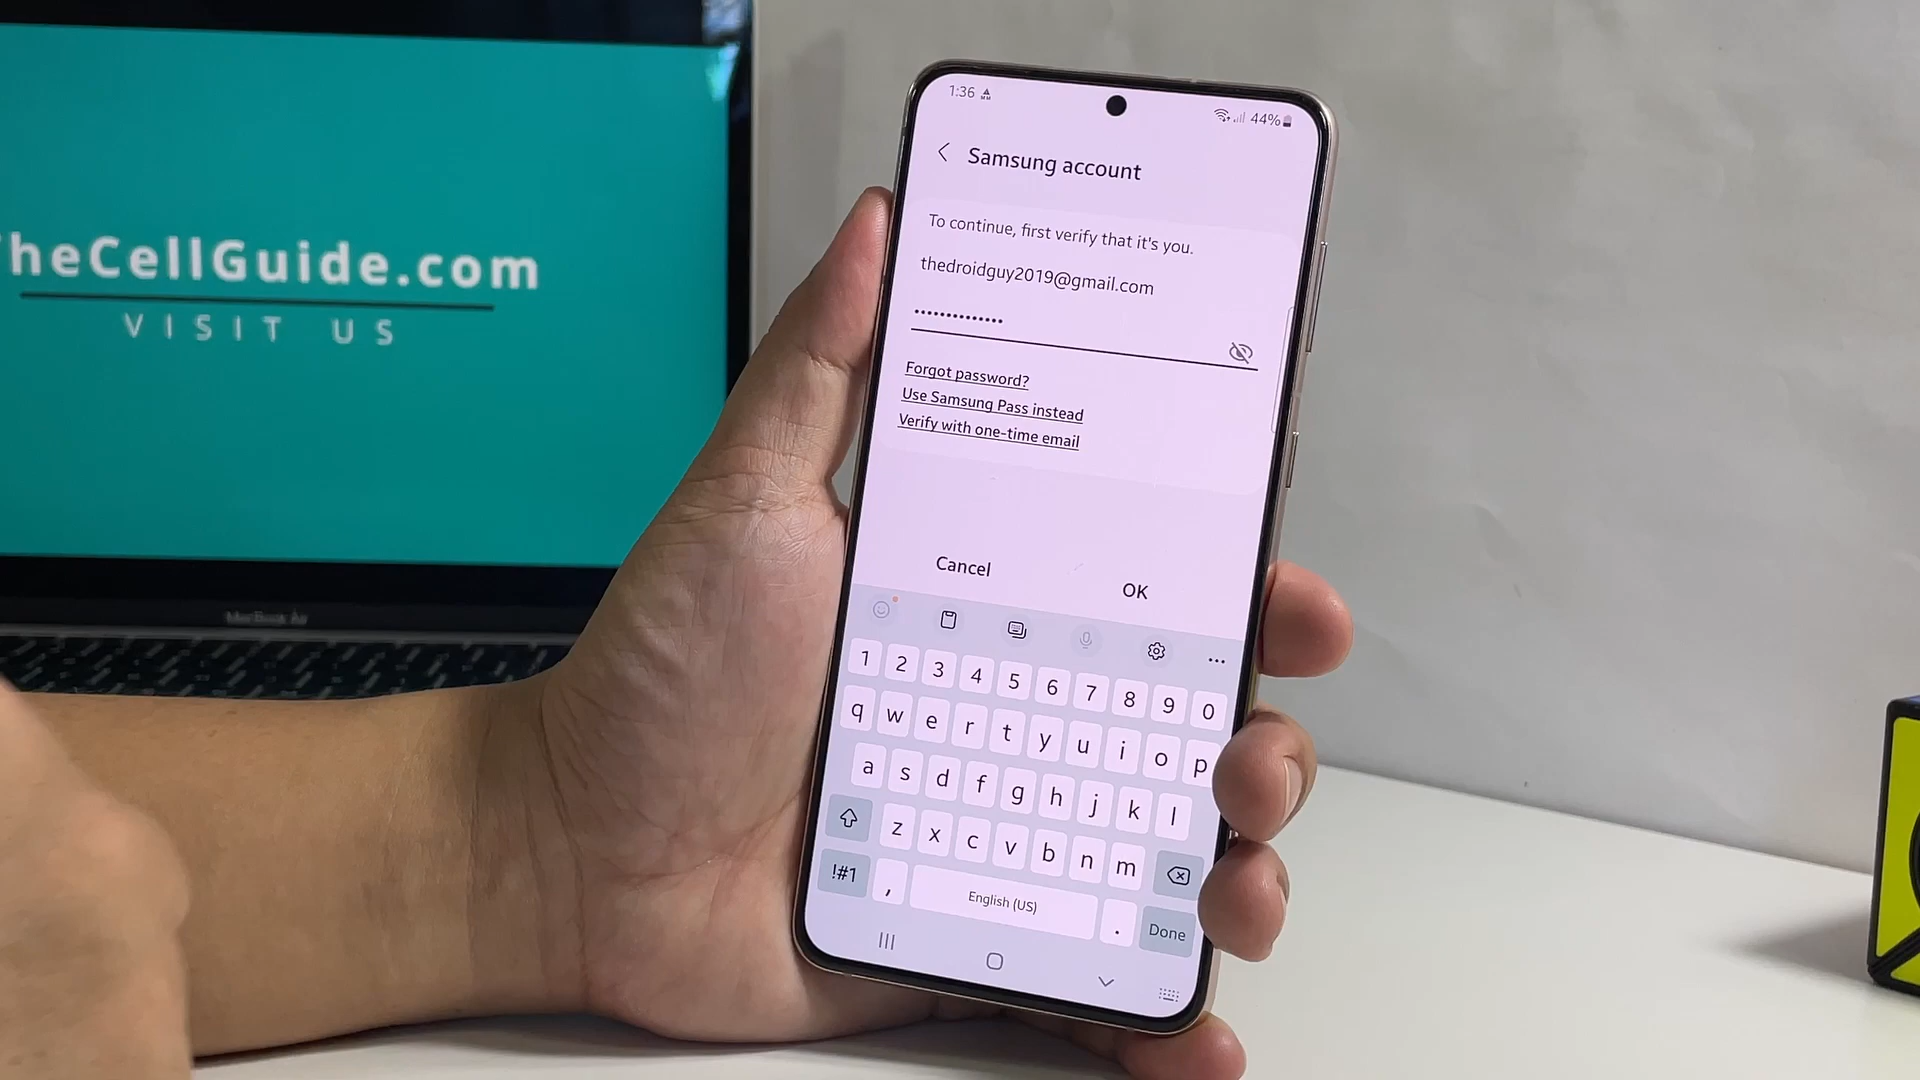 heCellGuide.com
VISIT US
MacBook Air
1:36
44%
Samsung account
To continue, first verify that it's you.
thedroidguy2019@gmail.com
••••••••••••••
Forgot password?
Use Samsung Pass instead
Verify with one-time email
Cancel
OK
1 2 3 4 5 6 7 8 9 0
q w e r t y u i o p
a s d f g h j k l
z x c v b n m
!#1 , English (US) . Done